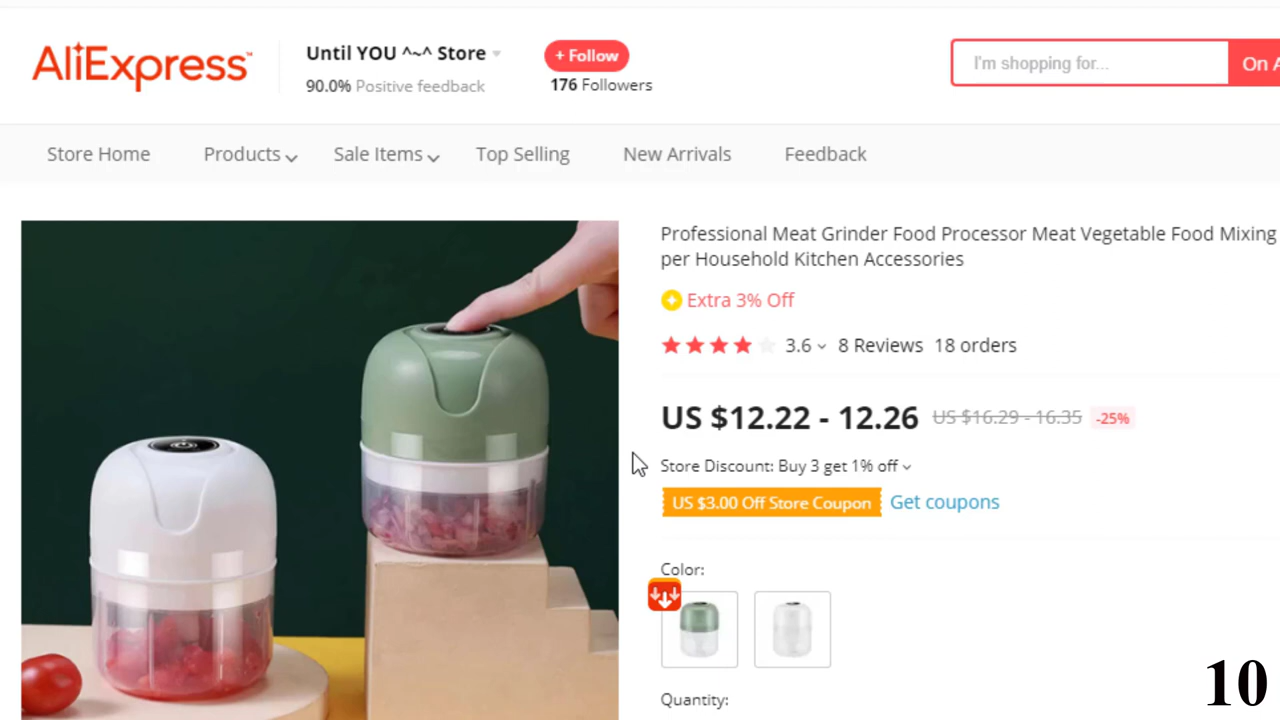 AliExpress™
Until YOU ^~^ Store
90.0% Positive feedback
+ Follow
176 Followers
I'm shopping for...
On A
Store Home
Products
Sale Items
Top Selling
New Arrivals
Feedback
Professional Meat Grinder Food Processor Meat Vegetable Food Mixing
per Household Kitchen Accessories
Extra 3% Off
3.6
8 Reviews
18 orders
US $12.22 - 12.26
US $16.29 - 16.35
-25%
Store Discount: Buy 3 get 1% off
US $3.00 Off Store Coupon
Get coupons
Color:
Quantity:
10